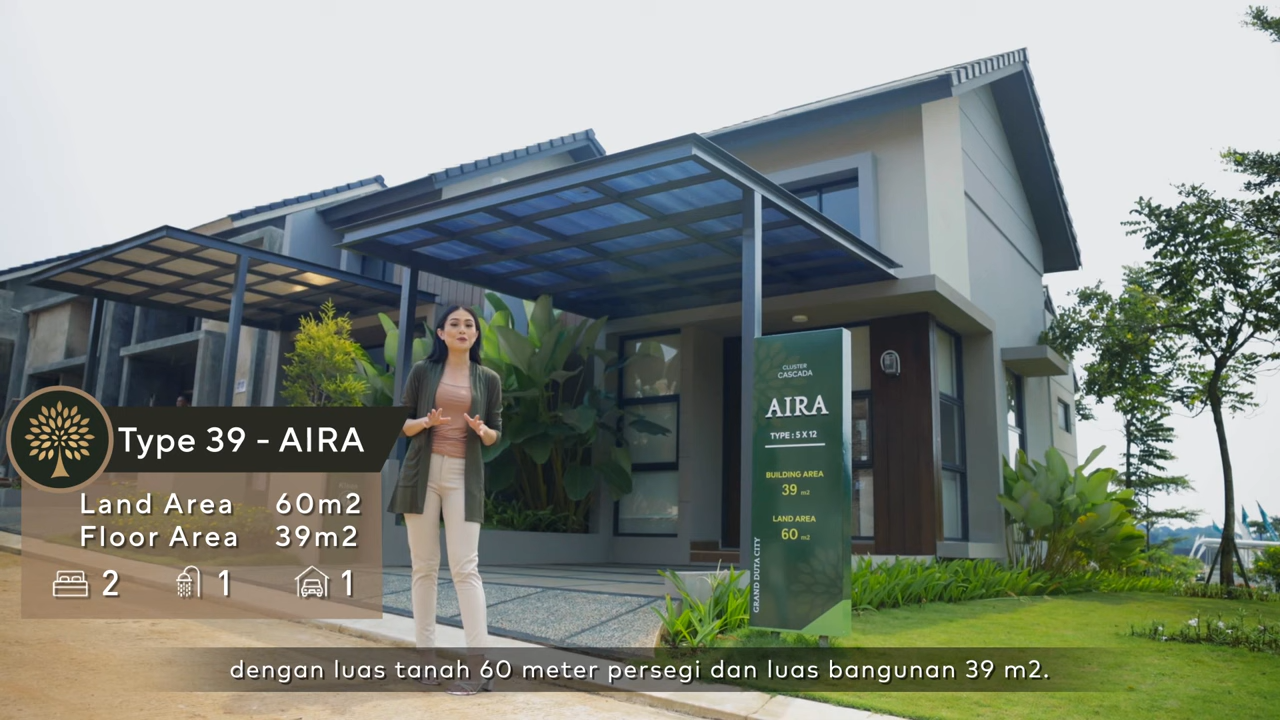 CLUSTER
CASCADA
AIRA
TYPE : 5 X 12
BUILDING AREA
39 m2
LAND AREA
60 m2
GRAND DUTA CITY
Type 39 - AIRA
Land Area 60m2
Floor Area 39m2
2 1 1
dengan luas tanah 60 meter persegi dan luas bangunan 39 m2.